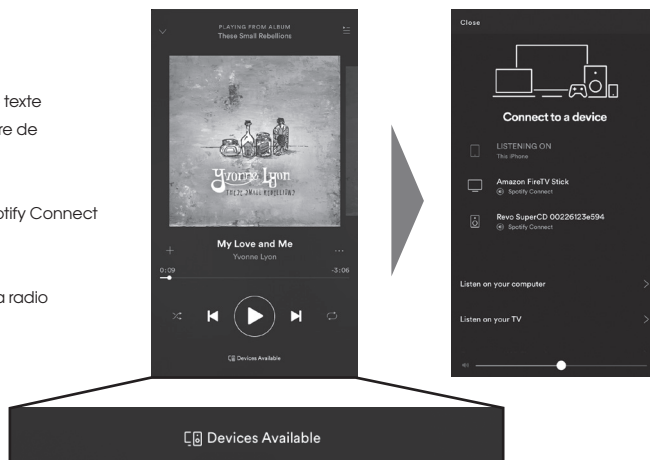 texte
re de
otify Connect
a radio
PLAYING FROM ALBUM
These Small Rebellions
Yvonne Lyon
THESE SMALL REBELLIONS
My Love and Me
Yvonne Lyon
0:09
-3:06
Devices Available
Devices Available
Close
Connect to a device
LISTENING ON
This iPhone
Amazon FireTV Stick
Spotify Connect
Revo SuperCD 00226123e594
Spotify Connect
Listen on your computer
Listen on your TV